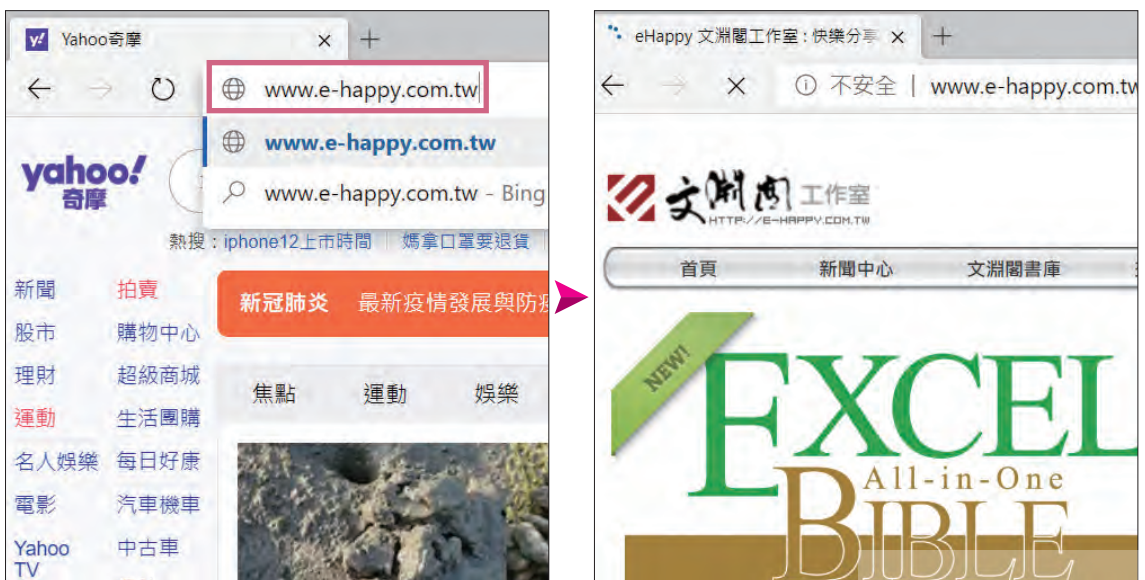 Yahoo奇摩
www.e-happy.com.tw
www.e-happy.com.tw
www.e-happy.com.tw - Bing
yahoo!
奇摩
熱搜：iphone12上市時間 媽拿口罩要退貨
新聞 拍賣
股市 購物中心
理財 超級商城
運動 生活團購
名人娛樂 每日好康
電影 汽車機車
Yahoo TV 中古車
新冠肺炎 最新疫情發展與防疫
焦點 運動 娛樂
eHappy 文淵閣工作室:快樂分享
不安全 | www.e-happy.com.tw
文淵閣工作室
HTTP://E-HAPPY.COM.TW
首頁 新聞中心 文淵閣書庫
NEW!
EXCEL
All-in-One
BIBLE